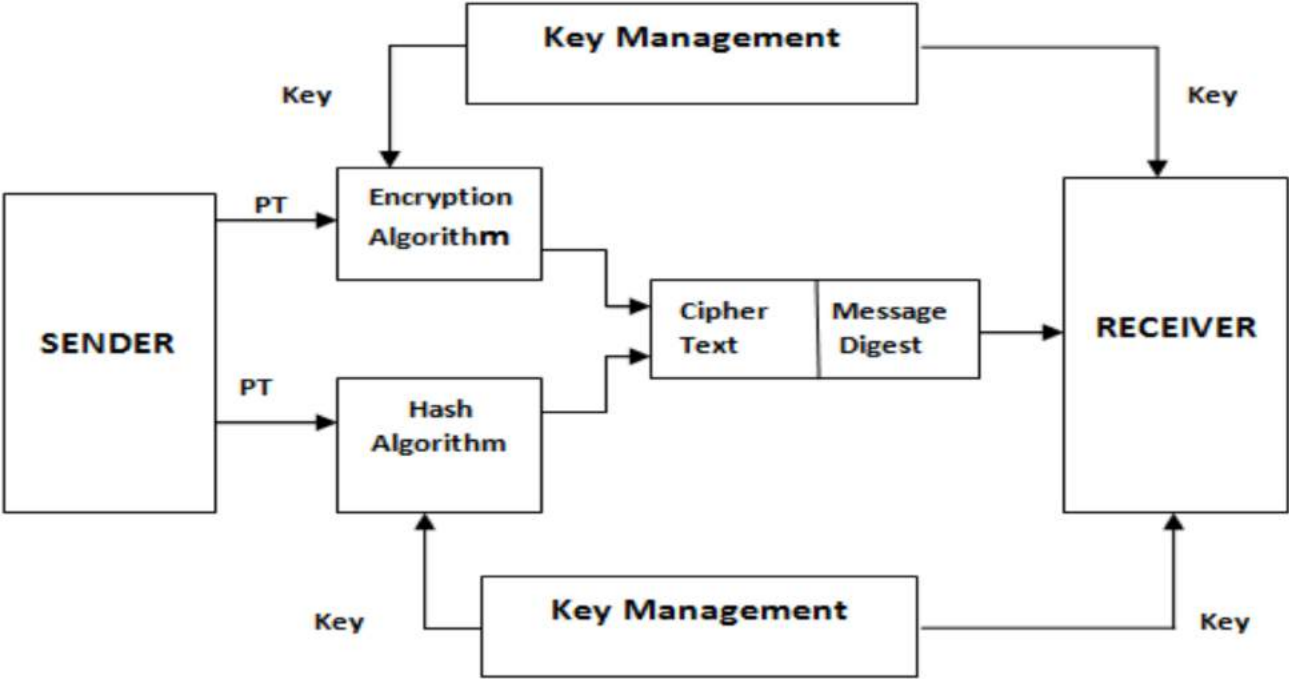 Key Management
Key
Key
PT
Encryption
Algorithm
SENDER
Cipher
Text
Message
Digest
RECEIVER
PT
Hash
Algorithm
Key
Key Management
Key